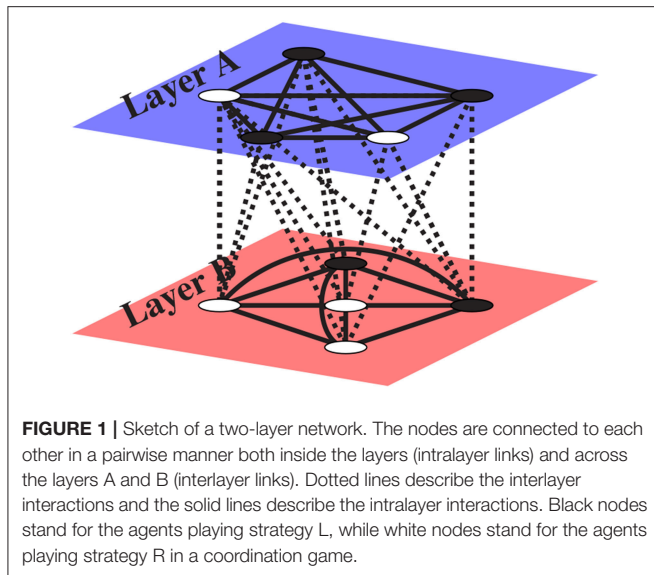 Layer A
Layer B
FIGURE 1 | Sketch of a two-layer network. The nodes are connected to each
other in a pairwise manner both inside the layers (intralayer links) and across
the layers A and B (interlayer links). Dotted lines describe the interlayer
interactions and the solid lines describe the intralayer interactions. Black nodes
stand for the agents playing strategy L, while white nodes stand for the agents
playing strategy R in a coordination game.